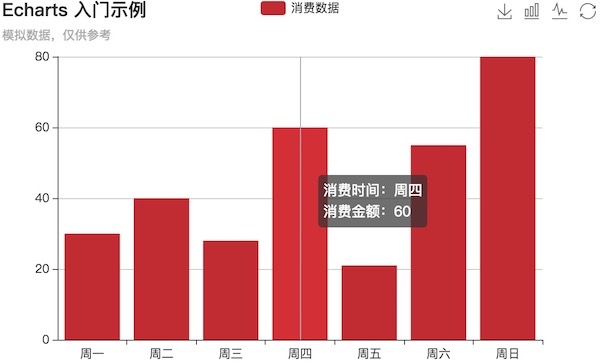 Echarts 入门示例
消费数据
模拟数据，仅供参考
80
60
40
20
0
消费时间：周四
消费金额：60
周一 周二 周三 周四 周五 周六 周日